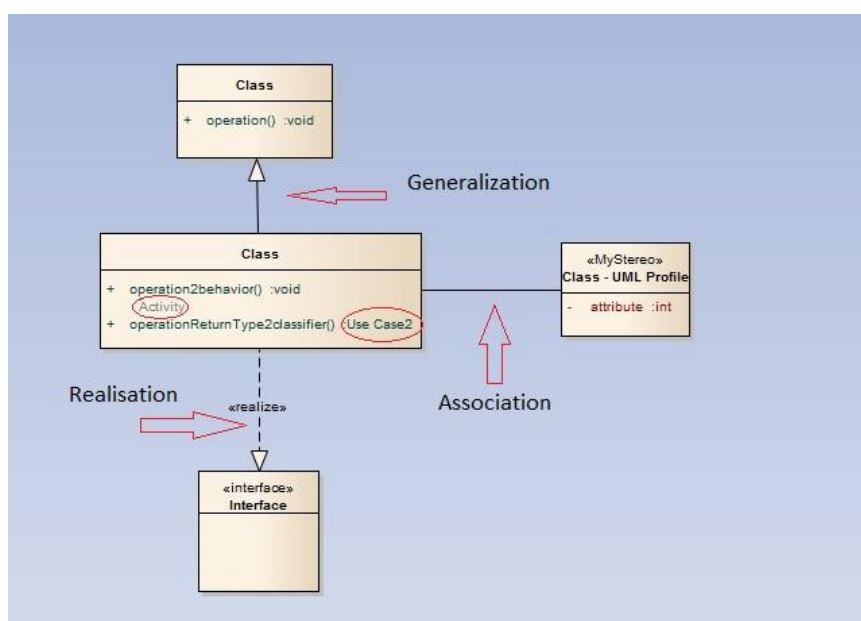 Class
+ operation() :void
Generalization
Class
+ operation2behavior() :void
Activity
+ operationReturnType2classifier() :Use Case2
«MyStereo»
Class - UML Profile
- attribute :int
Realisation
«realize»
Association
«interface»
Interface